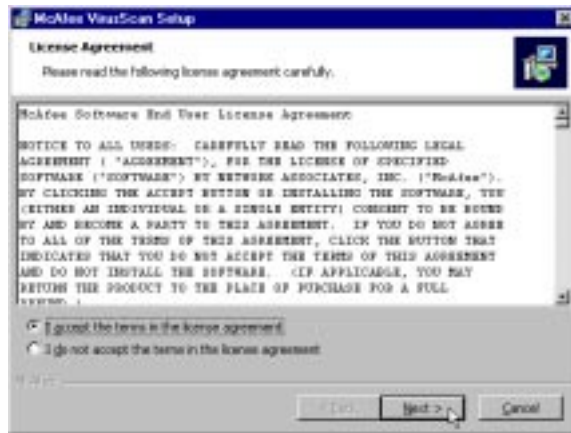 McAfee VirusScan Setup
License Agreement
Please read the following license agreement carefully.
McAfee Software End User License Agreement
NOTICE TO ALL USERS: CAREFULLY READ THE FOLLOWING LEGAL
AGREEMENT ( "AGREEMENT"), FOR THE LICENSE OF SPECIFIED
SOFTWARE ("SOFTWARE") BY NETWORK ASSOCIATES, INC. ("McAfee").
BY CLICKING THE ACCEPT BUTTON OR INSTALLING THE SOFTWARE, YOU
(EITHER AN INDIVIDUAL OR A SINGLE ENTITY) CONSENT TO BE BOUND
BY AND BECOME A PARTY TO THIS AGREEMENT. IF YOU DO NOT AGREE
TO ALL OF THE TERMS OF THIS AGREEMENT, CLICK THE BUTTON THAT
INDICATES THAT YOU DO NOT ACCEPT THE TERMS OF THIS AGREEMENT
AND DO NOT INSTALL THE SOFTWARE. (IF APPLICABLE, YOU MAY
RETURN THE PRODUCT TO THE PLACE OF PURCHASE FOR A FULL
REFUND.)
I accept the terms in the license agreement
I do not accept the terms in the license agreement
McAfee
< Back
Next >
Cancel